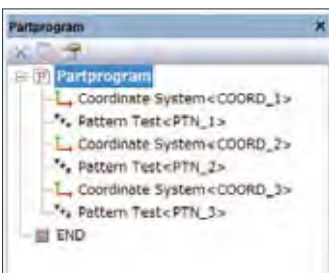 Partprogram
Partprogram
Coordinate System<COORD_1>
Pattern Test<PTN_1>
Coordinate System<COORD_2>
Pattern Test<PTN_2>
Coordinate System<COORD_3>
Pattern Test<PTN_3>
END